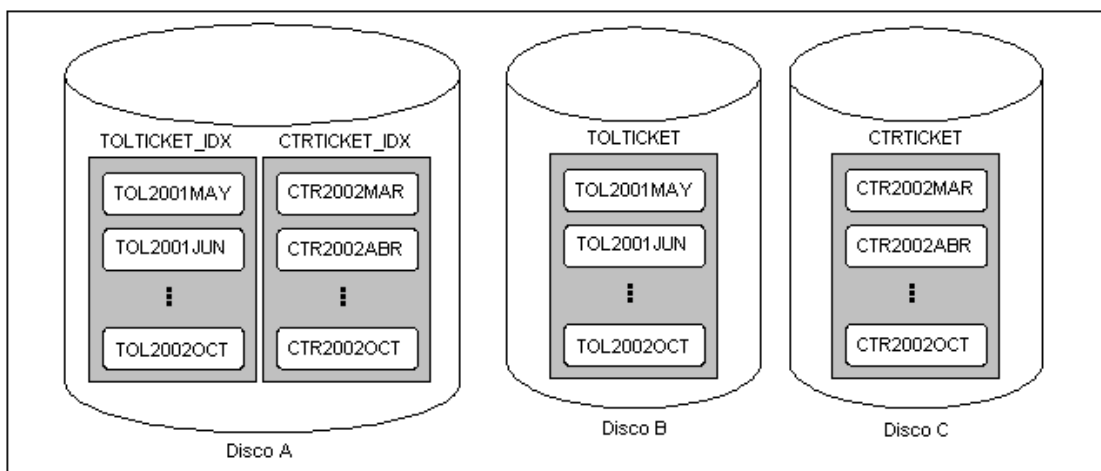 TOLTICKET_IDX
TOL2001MAY
TOL2001JUN
TOL2002OCT
CTRTICKET_IDX
CTR2002MAR
CTR2002ABR
CTR2002OCT
Disco A
TOLTICKET
TOL2001MAY
TOL2001JUN
TOL2002OCT
Disco B
CTRTICKET
CTR2002MAR
CTR2002ABR
CTR2002OCT
Disco C